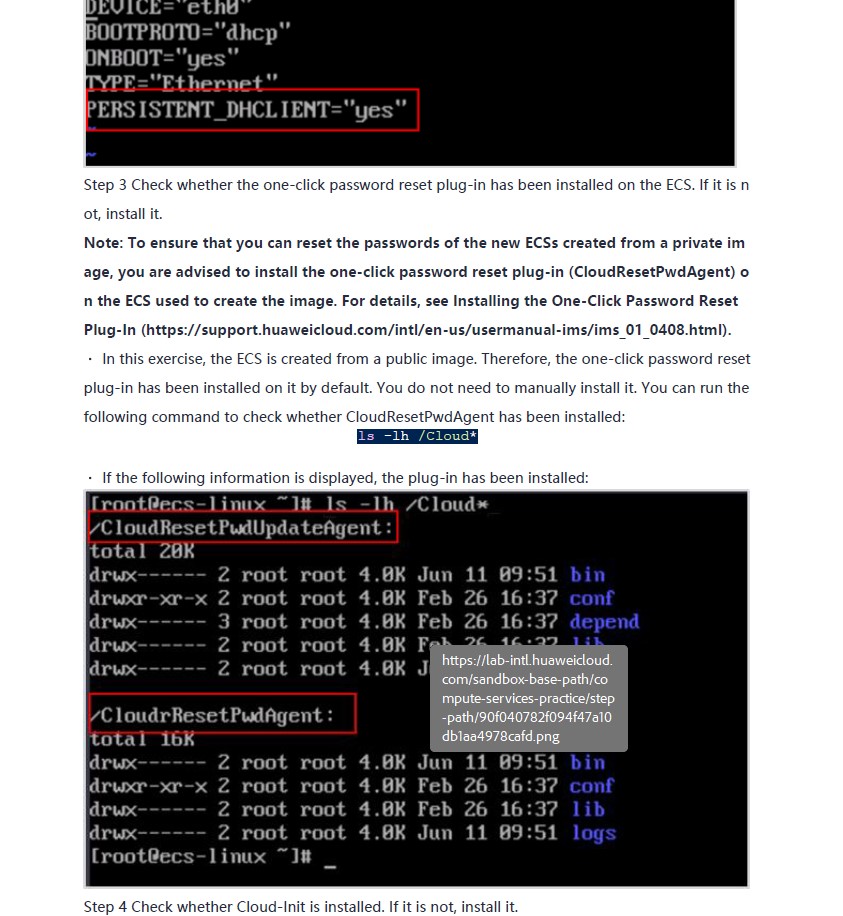 DEVICE="eth0"
BOOTPROTO="dhcp"
ONBOOT="yes"
TYPE="Ethernet"
PERSISTENT_DHCLIENT="yes"
~
~
Step 3 Check whether the one-click password reset plug-in has been installed on the ECS. If it is n
ot, install it.
Note: To ensure that you can reset the passwords of the new ECSs created from a private im
age, you are advised to install the one-click password reset plug-in (CloudResetPwdAgent) o
n the ECS used to create the image. For details, see Installing the One-Click Password Reset
Plug-In (https://support.huaweicloud.com/intl/en-us/usermanual-ims/ims_01_0408.html).
· In this exercise, the ECS is created from a public image. Therefore, the one-click password reset
plug-in has been installed on it by default. You do not need to manually install it. You can run the
following command to check whether CloudResetPwdAgent has been installed:
ls -lh /Cloud*
· If the following information is displayed, the plug-in has been installed:
[root@ecs-linux ~]# ls -lh /Cloud*
/CloudResetPwdUpdateAgent:
total 20K
drwx------ 2 root root 4.0K Jun 11 09:51 bin
drwxr-xr-x 2 root root 4.0K Feb 26 16:37 conf
drwx------ 3 root root 4.0K Feb 26 16:37 depend
drwx------ 2 root root 4.0K Feb 26 16:37 lib
drwx------ 2 root root 4.0K J
https://lab-intl.huaweicloud.
com/sandbox-base-path/co
mpute-services-practice/step
-path/90f040782f094f47a10
db1aa4978cafd.png
/CloudrResetPwdAgent:
total 16K
drwx------ 2 root root 4.0K Jun 11 09:51 bin
drwxr-xr-x 2 root root 4.0K Feb 26 16:37 conf
drwx------ 2 root root 4.0K Feb 26 16:37 lib
drwx------ 2 root root 4.0K Jun 11 09:51 logs
[root@ecs-linux ~]# _
Step 4 Check whether Cloud-Init is installed. If it is not, install it.